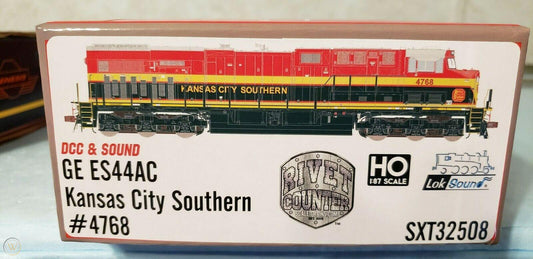 4768
KANSAS CITY SOUTHERN
DCC & SOUND
GE ES44AC
Kansas City Southern
#4768
RIVET
COUNTER
HO
1:87 SCALE
LokSound
SXT32508